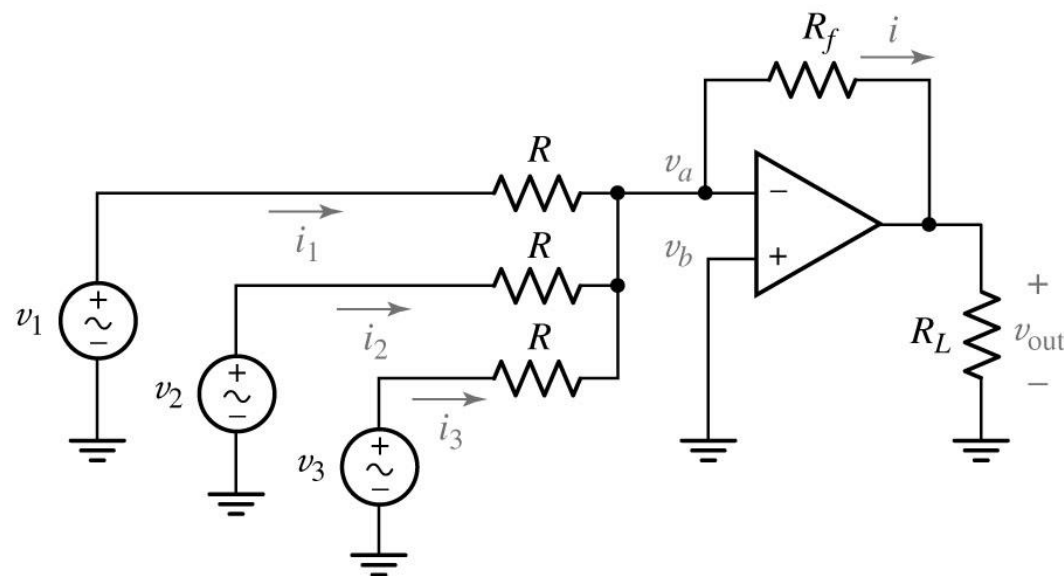 R_f
i
R
v_a
−
i_1
v_b
+
R
+
−
v_1
i_2
R
R_L
+
v_out
−
+
−
v_2
i_3
+
−
v_3